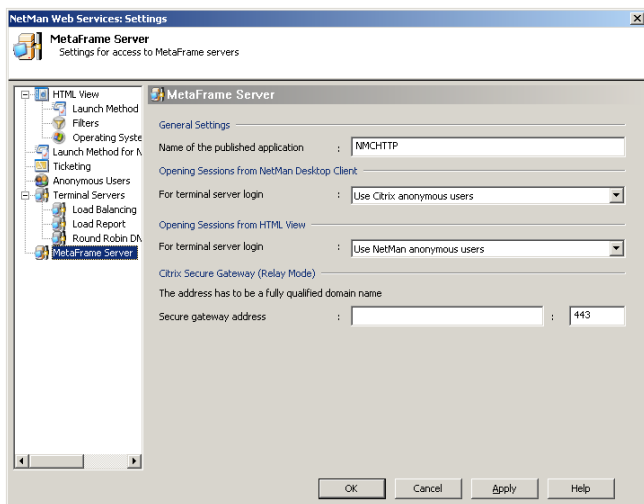 NetMan Web Services: Settings
MetaFrame Server
Settings for access to MetaFrame servers
HTML View
Launch Method
Filters
Operating Syste
Launch Method for N
Ticketing
Anonymous Users
Terminal Servers
Load Balancing
Load Report
Round Robin DN
MetaFrame Server
MetaFrame Server
General Settings
Name of the published application : NMCHTTP
Opening Sessions from NetMan Desktop Client
For terminal server login : Use Citrix anonymous users
Opening Sessions from HTML View
For terminal server login : Use NetMan anonymous users
Citrix Secure Gateway (Relay Mode)
The address has to be a fully qualified domain name
Secure gateway address : : 443
OK Cancel Apply Help